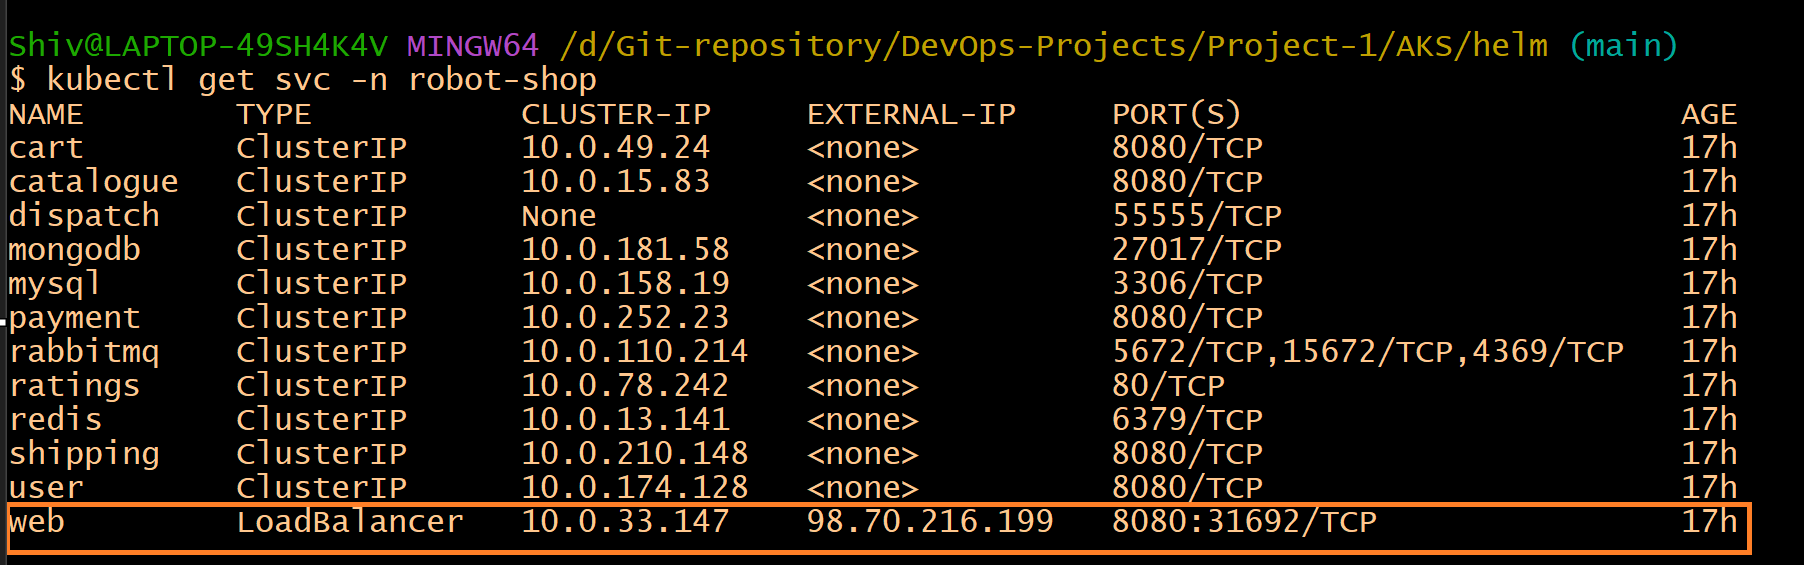 Shiv@LAPTOP-49SH4K4V MINGW64 /d/Git-repository/DevOps-Projects/Project-1/AKS/helm (main)
$ kubectl get svc -n robot-shop
NAME TYPE CLUSTER-IP EXTERNAL-IP PORT(S) AGE
cart ClusterIP 10.0.49.24 <none> 8080/TCP 17h
catalogue ClusterIP 10.0.15.83 <none> 8080/TCP 17h
dispatch ClusterIP None <none> 55555/TCP 17h
mongodb ClusterIP 10.0.181.58 <none> 27017/TCP 17h
mysql ClusterIP 10.0.158.19 <none> 3306/TCP 17h
payment ClusterIP 10.0.252.23 <none> 8080/TCP 17h
rabbitmq ClusterIP 10.0.110.214 <none> 5672/TCP,15672/TCP,4369/TCP 17h
ratings ClusterIP 10.0.78.242 <none> 80/TCP 17h
redis ClusterIP 10.0.13.141 <none> 6379/TCP 17h
shipping ClusterIP 10.0.210.148 <none> 8080/TCP 17h
user ClusterIP 10.0.174.128 <none> 8080/TCP 17h
web LoadBalancer 10.0.33.147 98.70.216.199 8080:31692/TCP 17h